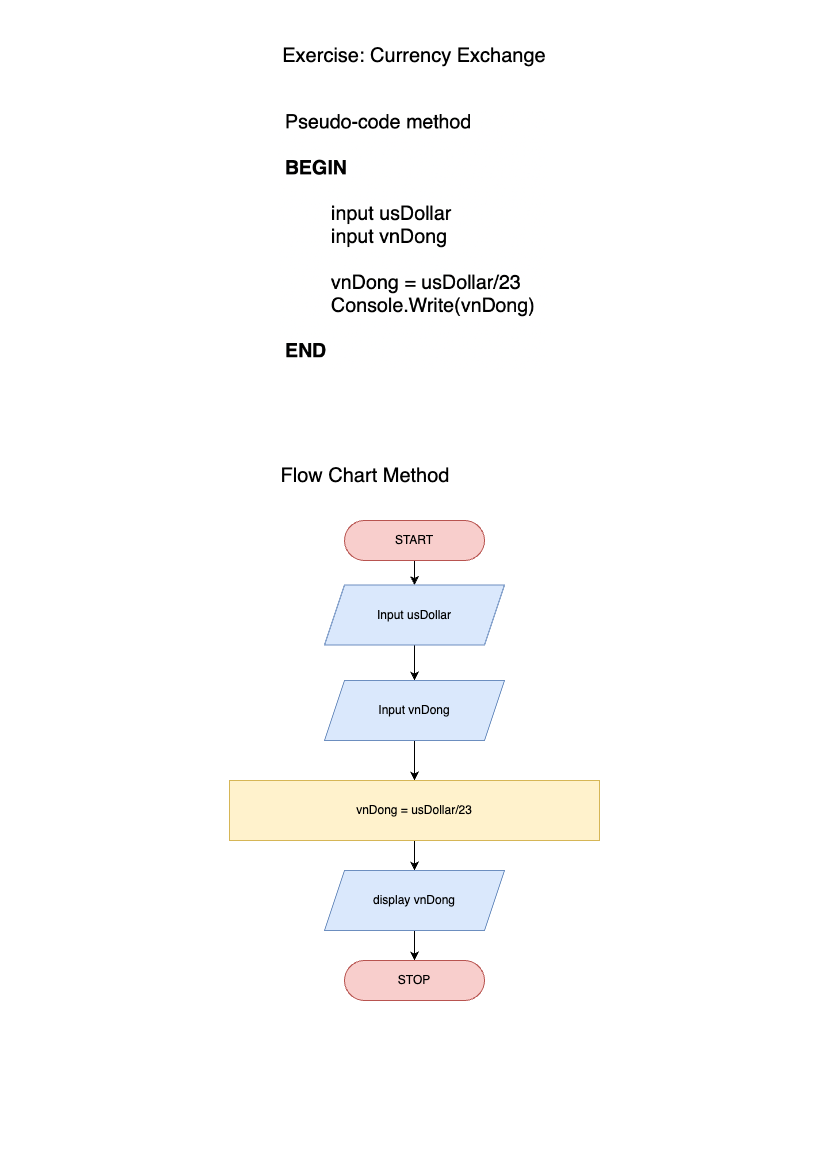 Exercise: Currency Exchange
Pseudo-code method
BEGIN
input usDollar
input vnDong
vnDong = usDollar/23
Console.Write(vnDong)
END
Flow Chart Method
START
Input usDollar
Input vnDong
vnDong = usDollar/23
display vnDong
STOP